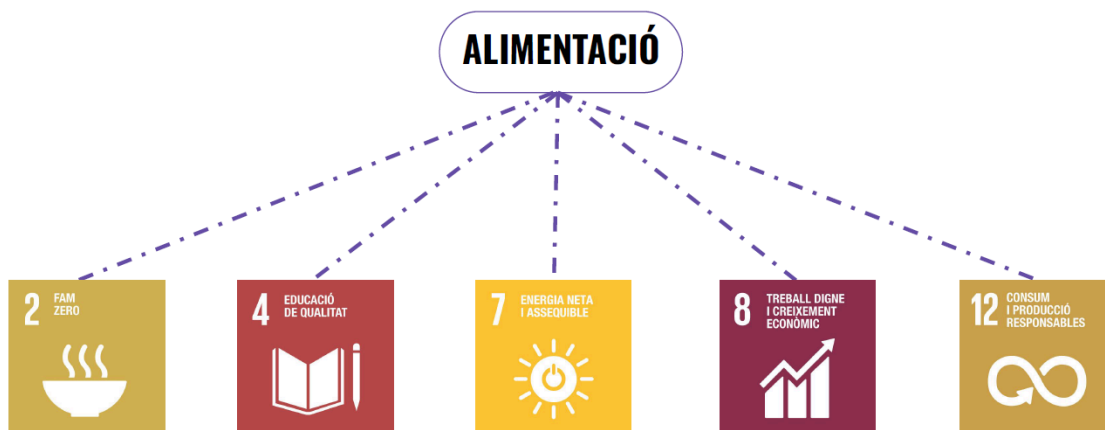 ALIMENTACIÓ
2 FAM
ZERO
4 EDUCACIÓ
DE QUALITAT
7 ENERGIA NETA
I ASSEQUIBLE
8 TREBALL DIGNE
I CREIXEMENT
ECONÒMIC
12 CONSUM
I PRODUCCIÓ
RESPONSABLES